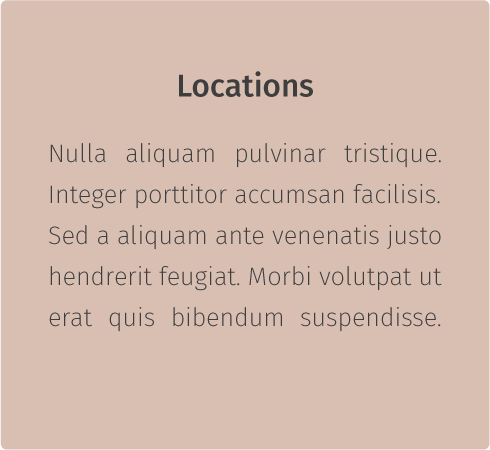 Locations
Nulla aliquam pulvinar tristique.
Integer porttitor accumsan facilisis.
Sed a aliquam ante venenatis justo
hendrerit feugiat. Morbi volutpat ut
erat quis bibendum suspendisse.